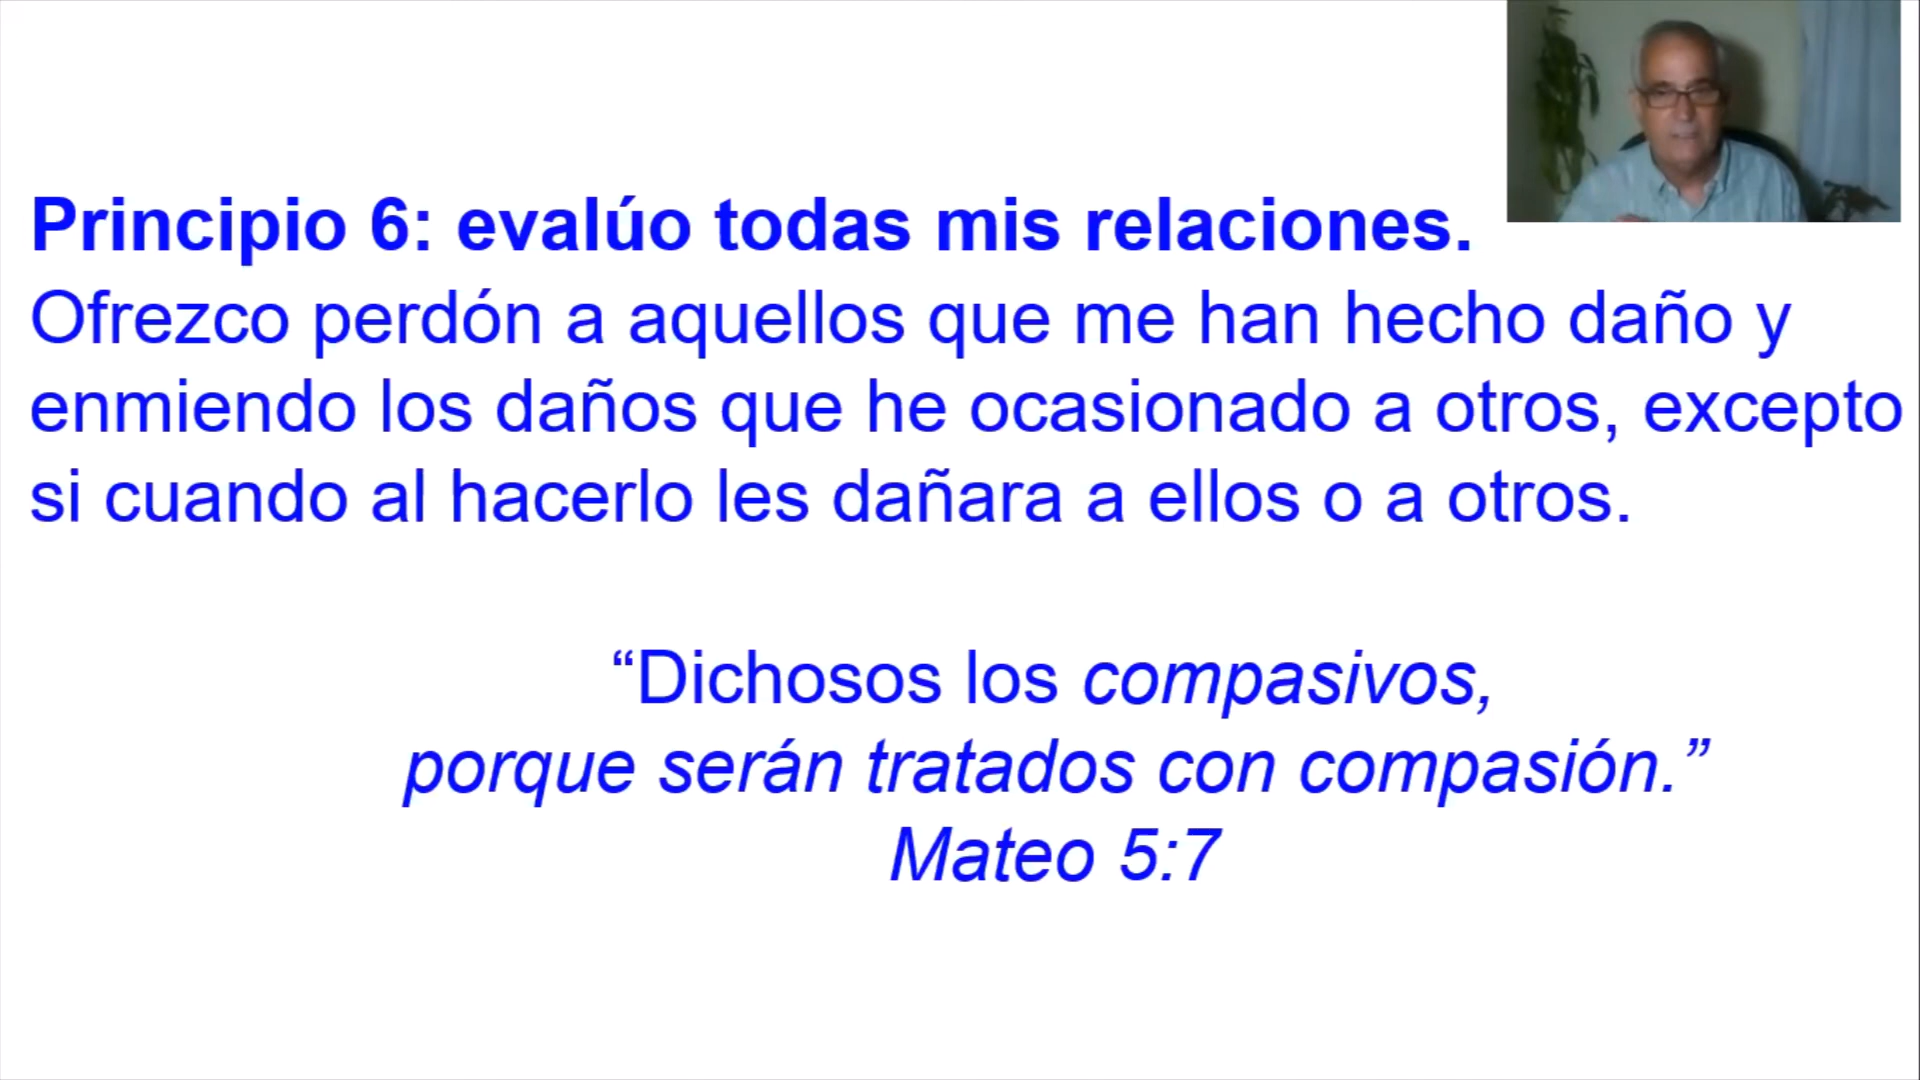 Principio 6: evalúo todas mis relaciones.
Ofrezco perdón a aquellos que me han hecho daño y
enmiendo los daños que he ocasionado a otros, excepto
si cuando al hacerlo les dañara a ellos o a otros.
“Dichosos los compasivos,
porque serán tratados con compasión.”
Mateo 5:7